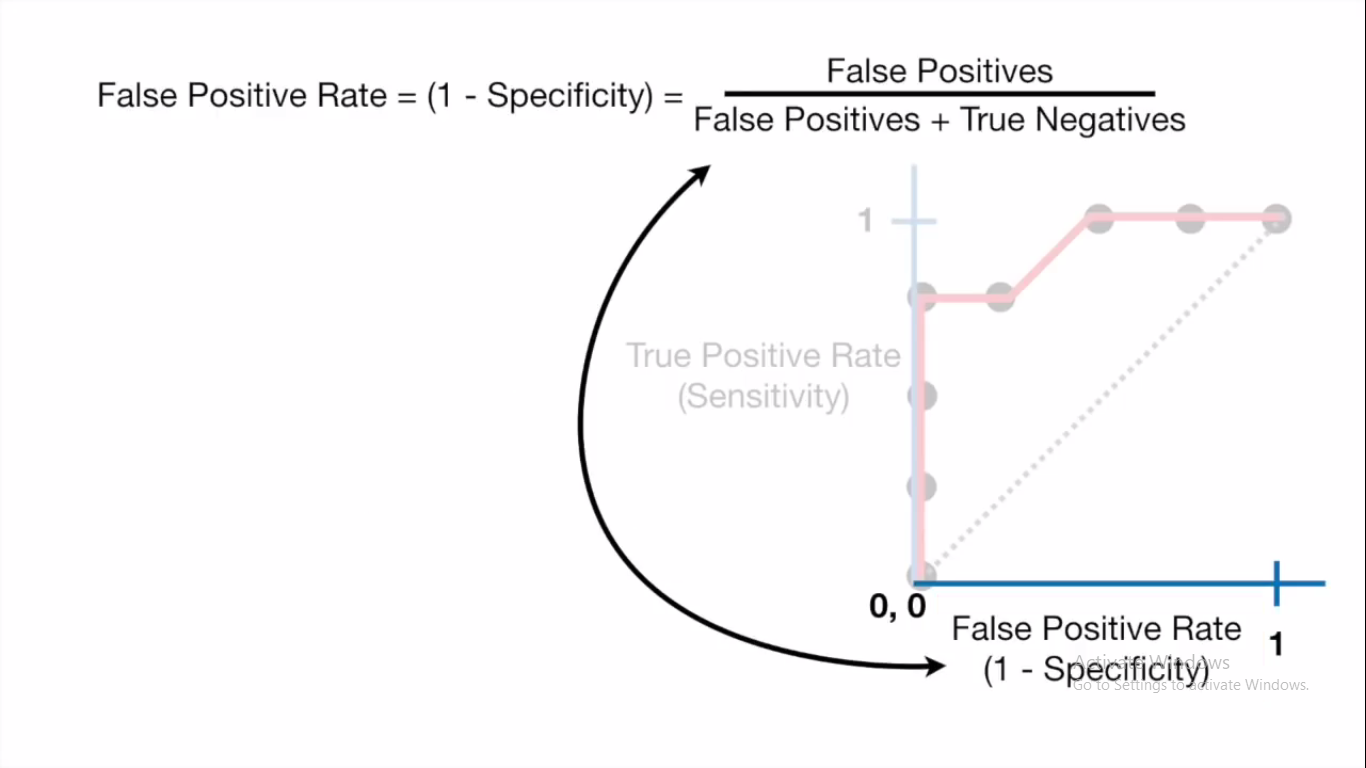 False Positives
False Positive Rate = (1 - Specificity) =
False Positives + True Negatives
1
True Positive Rate
(Sensitivity)
0, 0
False Positive Rate
1
(1 - Specificity)
Activate Windows
Go to Settings to activate Windows.